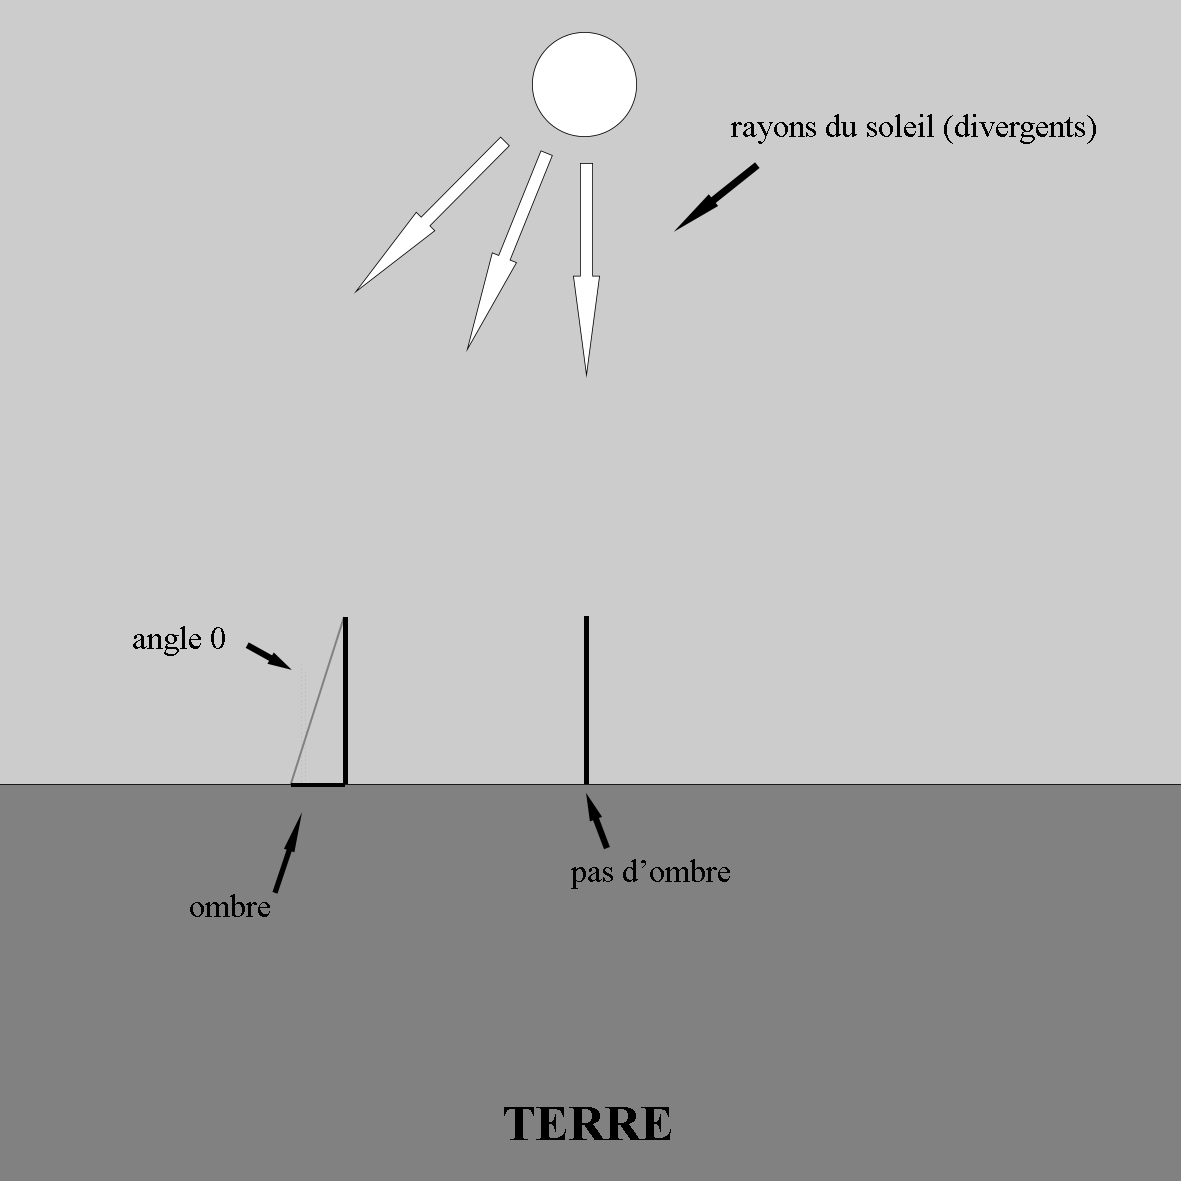 rayons du soleil (divergents)
angle 0
pas d’ombre
ombre
TERRE